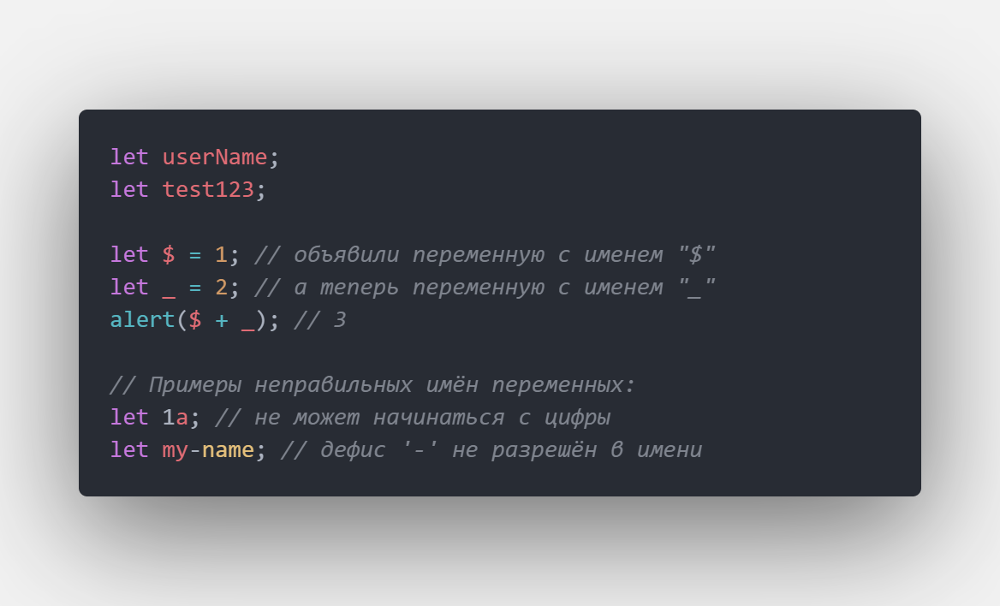 let userName;
let test123;
let $ = 1; // объявили переменную с именем "$"
let _ = 2; // а теперь переменную с именем "_"
alert($ + _); // 3
// Примеры неправильных имён переменных:
let 1a; // не может начинаться с цифры
let my-name; // дефис '-' не разрешён в имени